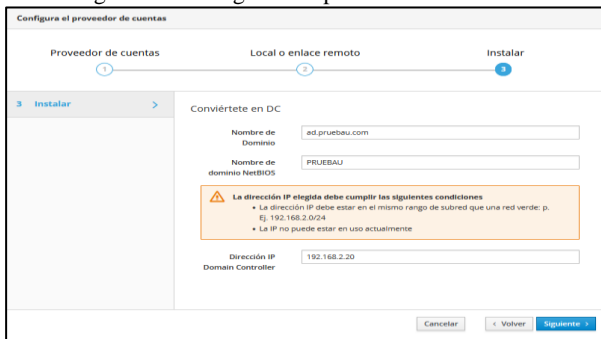 Configura el proveedor de cuentas
Proveedor de cuentas
Local o enlace remoto
Instalar
1
2
3
3 Instalar >
Conviértete en DC
Nombre de
Dominio
ad.pruebau.com
Nombre de
dominio NetBIOS
PRUEBAU
La dirección IP elegida debe cumplir las siguientes condiciones
• La dirección IP debe estar en el mismo rango de subred que una red verde: p.
Ej. 192.168.2.0/24
• La IP no puede estar en uso actualmente
Dirección IP
Domain Controller
192.168.2.20
Cancelar
< Volver
Siguiente >